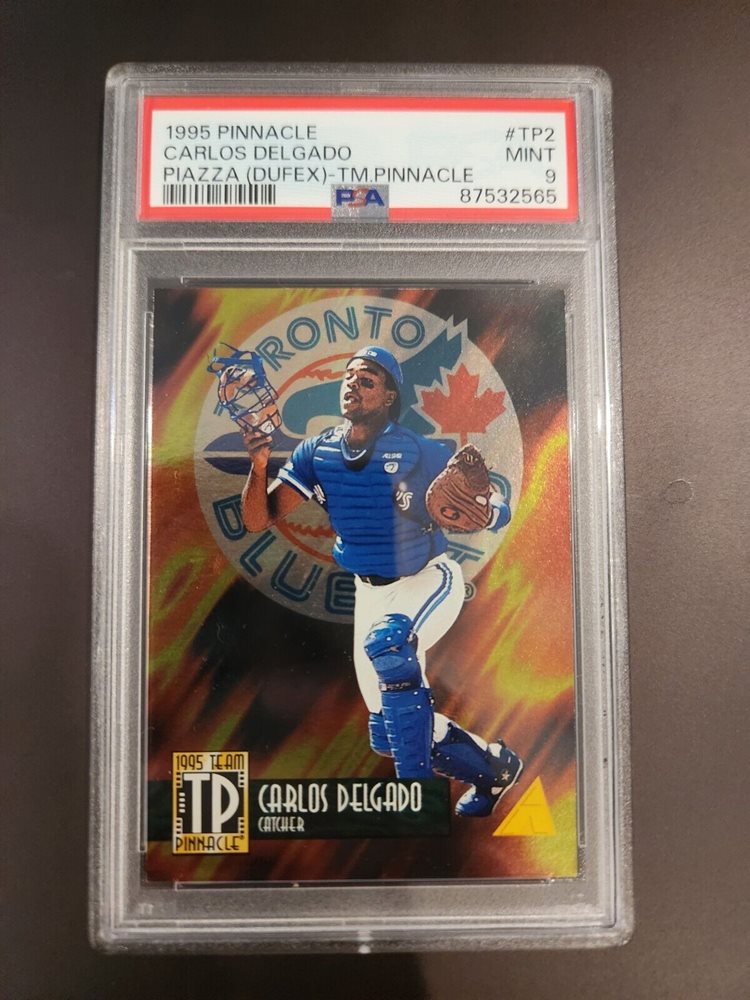 1995 PINNACLE #TP2
CARLOS DELGADO MINT
PIAZZA (DUFEX)-TM.PINNACLE 9
PSA 87532565
RONTO
BLUE
1995 TEAM
TP
PINNACLE®
CARLOS DELGADO
CATCHER